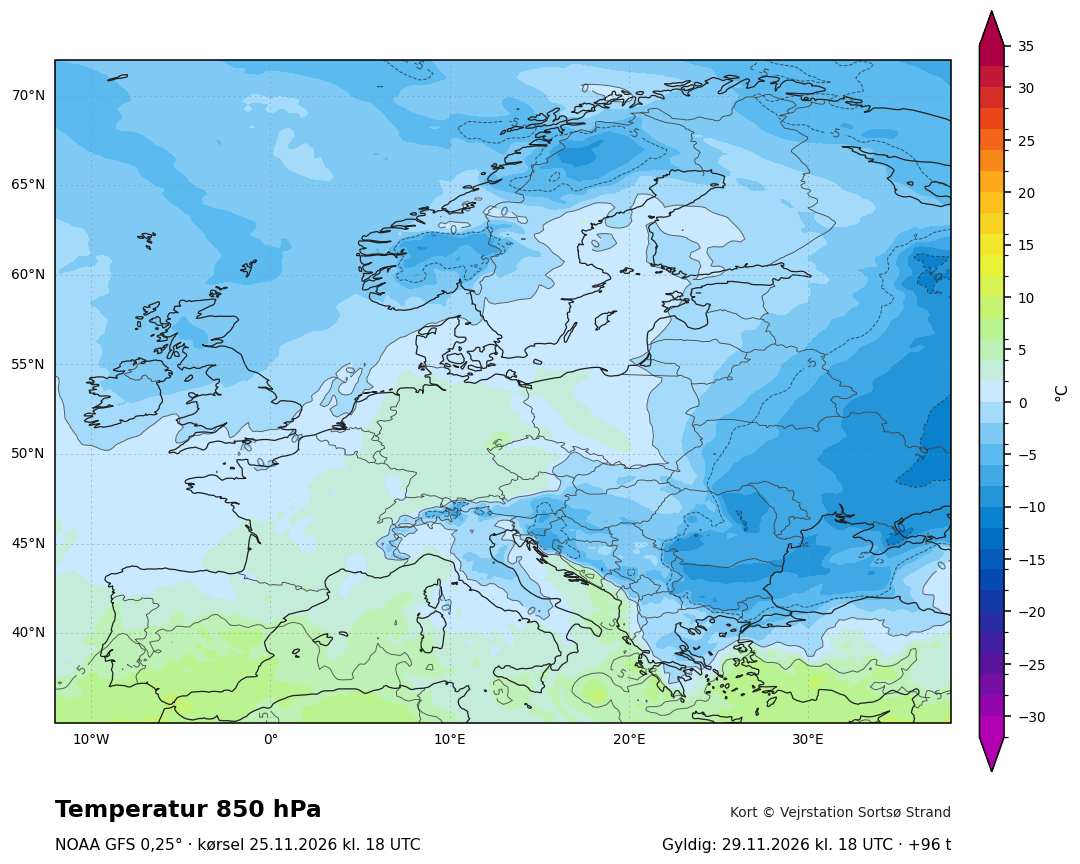 70°N
65°N
60°N
55°N
50°N
45°N
40°N
10°W
0°
10°E
20°E
30°E
35
30
25
20
15
10
5
0
−5
−10
−15
−20
−25
−30
°C
Temperatur 850 hPa
Kort © Vejrstation Sortsø Strand
NOAA GFS 0,25° · kørsel 25.11.2026 kl. 18 UTC
Gyldig: 29.11.2026 kl. 18 UTC · +96 t